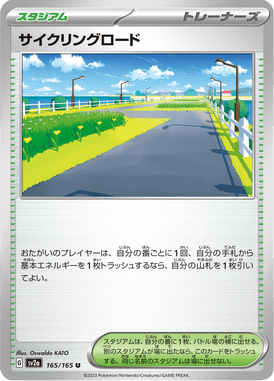 スタジアム
トレーナーズ
サイクリングロード
おたがいのプレイヤーは、自分の番ごとに1回、自分の手札から
基本エネルギーを1枚トラッシュするなら、自分の山札を1枚引い
てよい。
Illus. Oswaldo KATO
G sv2a 165/165 U
スタジアムは、自分の番に1枚だけ、バトル場の横に出せる。
別のスタジアムが場に出たなら、このカードをトラッシュ
する。同じ名前のスタジアムは場に出せない。
©2023 Pokémon/Nintendo/Creatures/GAME FREAK.